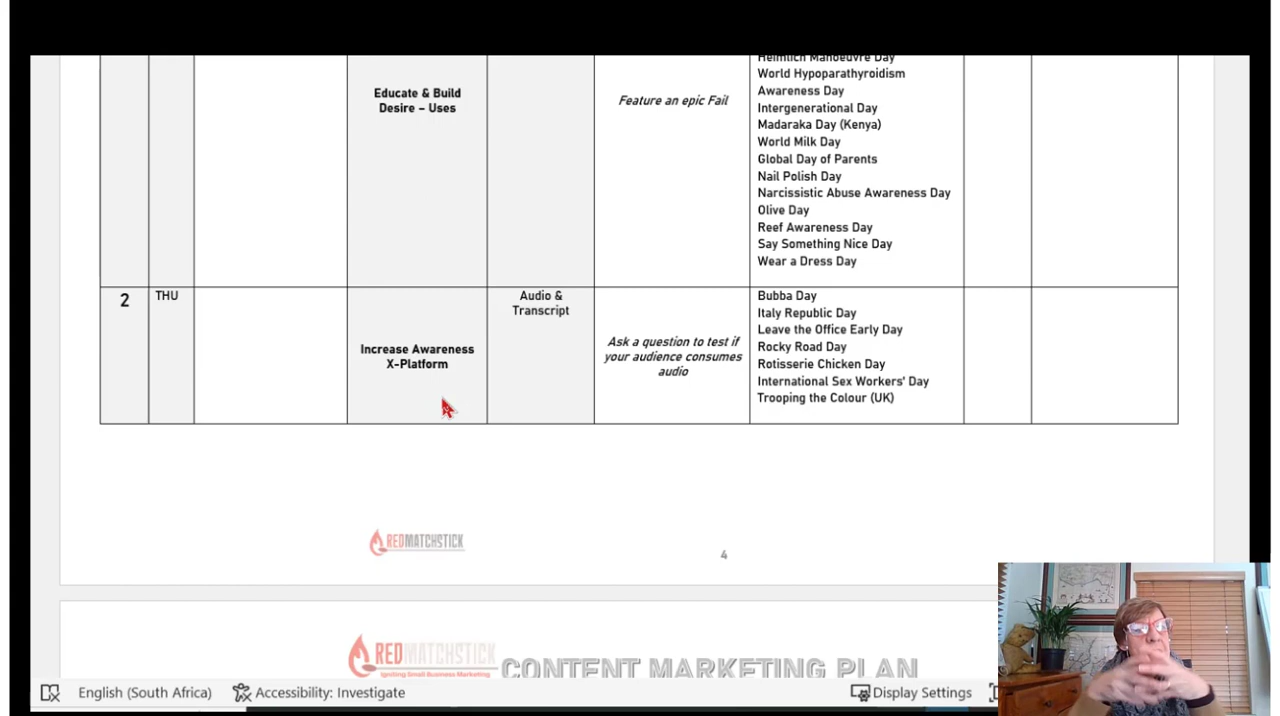 Heimlich Manoeuvre Day
World Hypoparathyroidism
Awareness Day
Intergenerational Day
Madaraka Day (Kenya)
World Milk Day
Global Day of Parents
Nail Polish Day
Narcissistic Abuse Awareness Day
Olive Day
Reef Awareness Day
Say Something Nice Day
Wear a Dress Day
Educate & Build
Desire – Uses
Feature an epic Fail
2
THU
Increase Awareness
X-Platform
Audio &
Transcript
Ask a question to test if
your audience consumes
audio
Bubba Day
Italy Republic Day
Leave the Office Early Day
Rocky Road Day
Rotisserie Chicken Day
International Sex Workers' Day
Trooping the Colour (UK)
REDMATCHSTICK
4
REDMATCHSTICK
Igniting Small Business Marketing
CONTENT MARKETING PLAN
English (South Africa)
Accessibility: Investigate
Display Settings